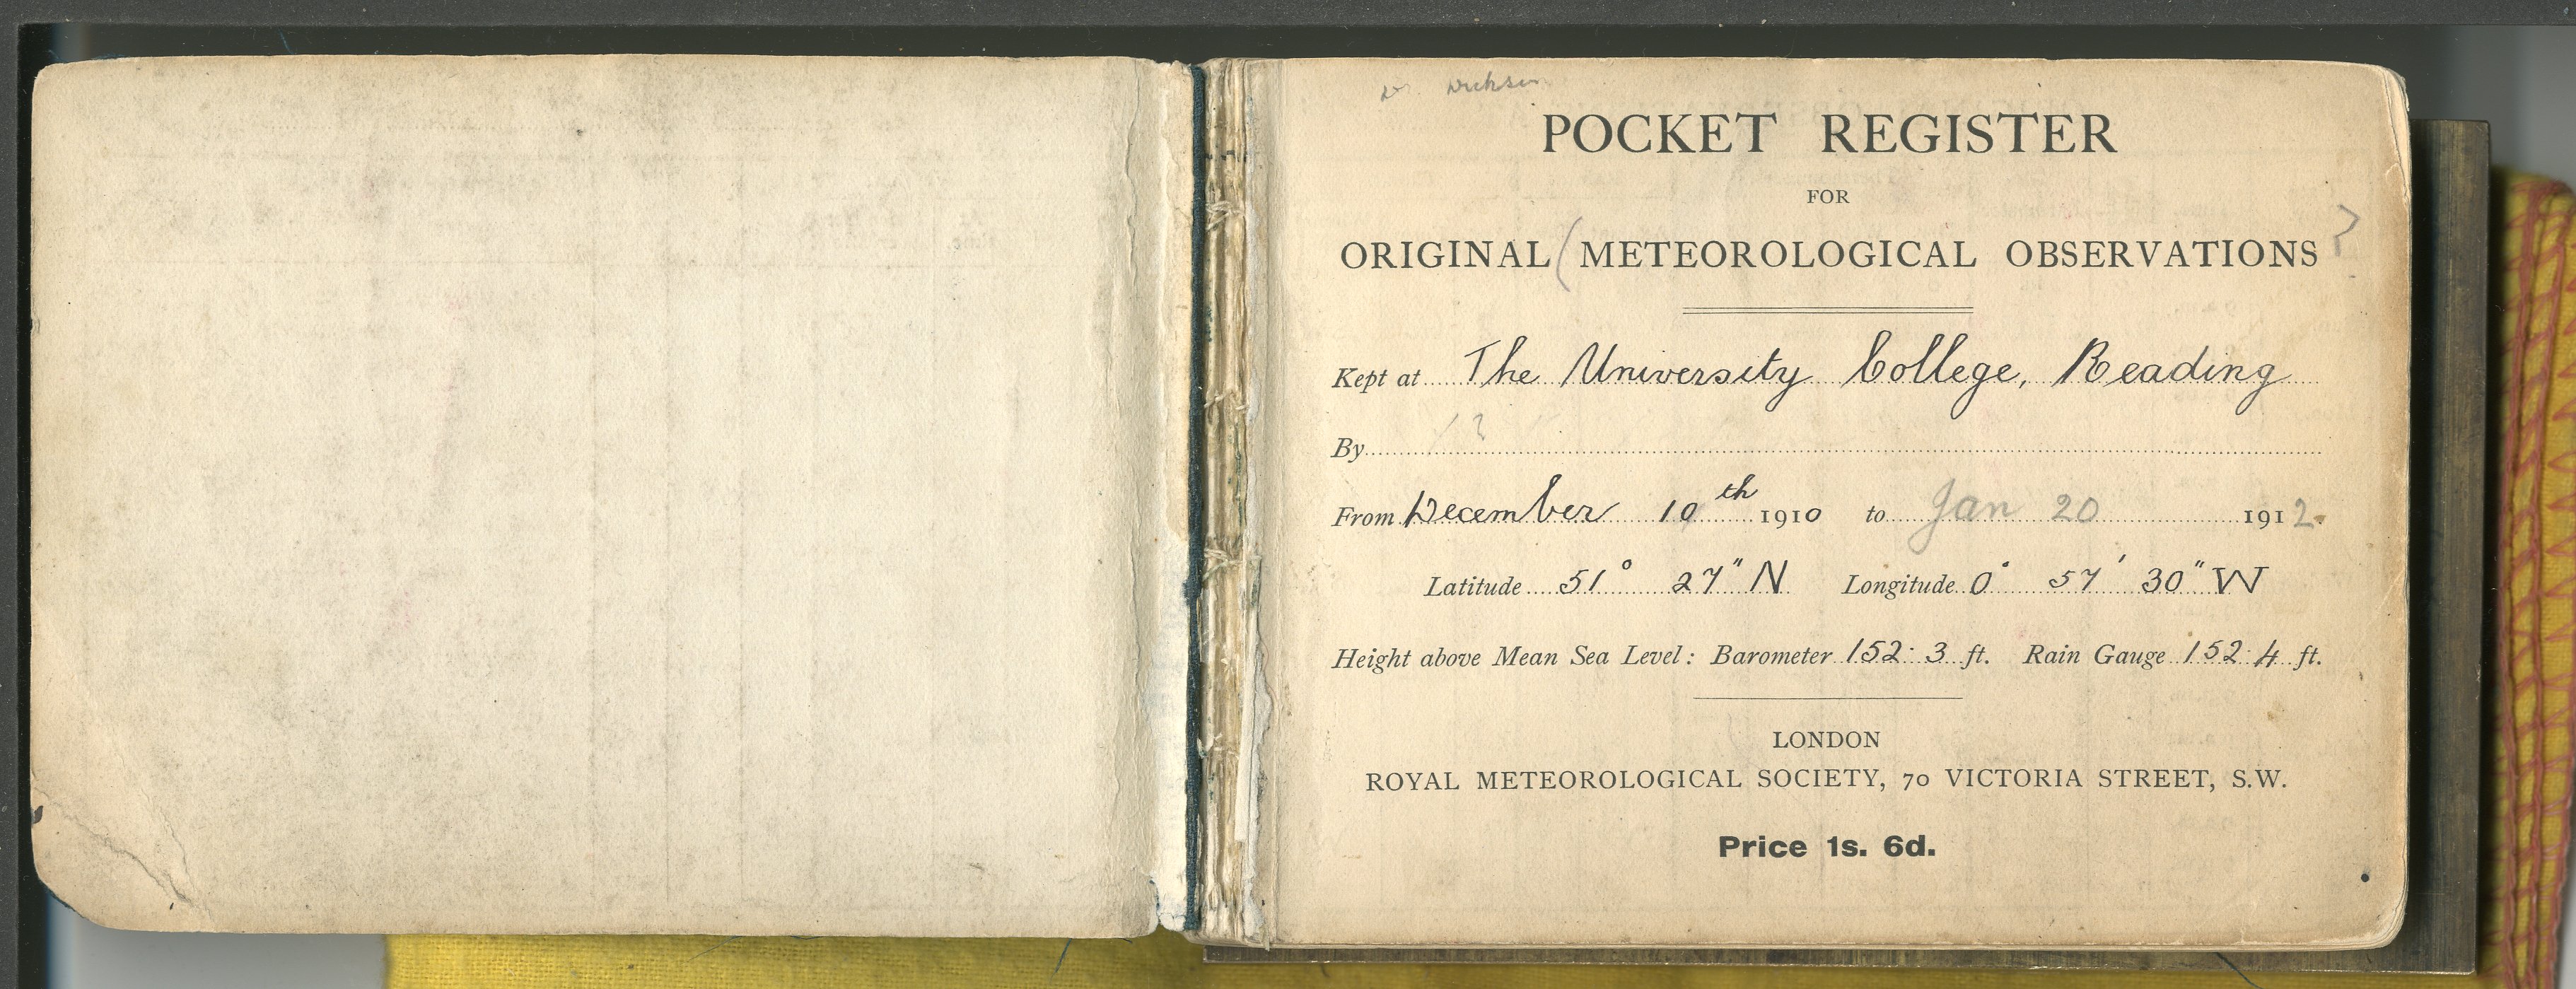 Dr. Dickson
POCKET REGISTER
FOR
ORIGINAL ( METEOROLOGICAL OBSERVATIONS ?
Kept at The University College, Reading
By ?
From December 10th 1910 to Jan 20 1912.
Latitude 51° 27" N Longitude 0° 57' 30" W
Height above Mean Sea Level: Barometer 152.3 ft. Rain Gauge 152.4 ft.
LONDON
ROYAL METEOROLOGICAL SOCIETY, 70 VICTORIA STREET, S.W.
Price 1s. 6d.